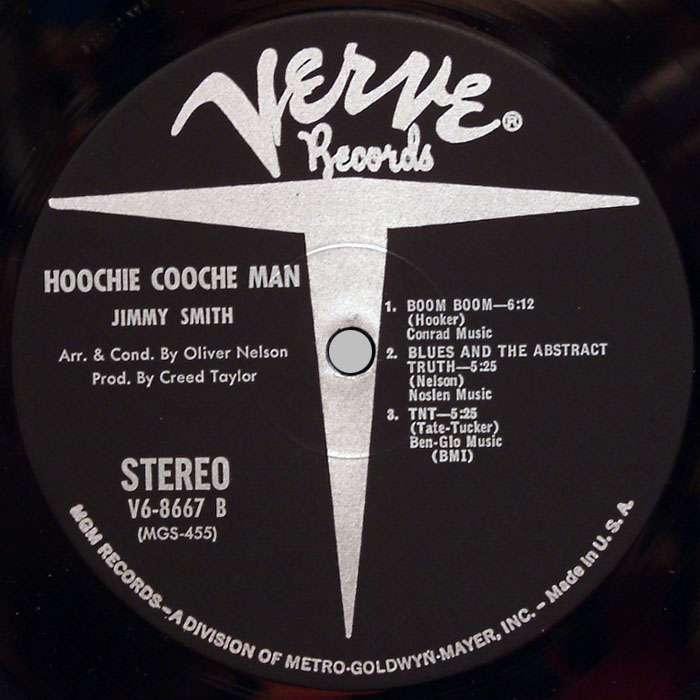 VERVE®
Records
HOOCHIE COOCHE MAN
JIMMY SMITH
Arr. & Cond. By Oliver Nelson
Prod. By Creed Taylor
STEREO
V6-8667 B
(MGS-455)
1. BOOM BOOM—6:12
(Hooker)
Conrad Music
2. BLUES AND THE ABSTRACT
TRUTH—5:25
(Nelson)
Noslen Music
3. TNT—5:25
(Tate-Tucker)
Ben-Glo Music
(BMI)
MGM RECORDS–A DIVISION OF METRO-GOLDWYN-MAYER, INC. – Made in U. S. A.